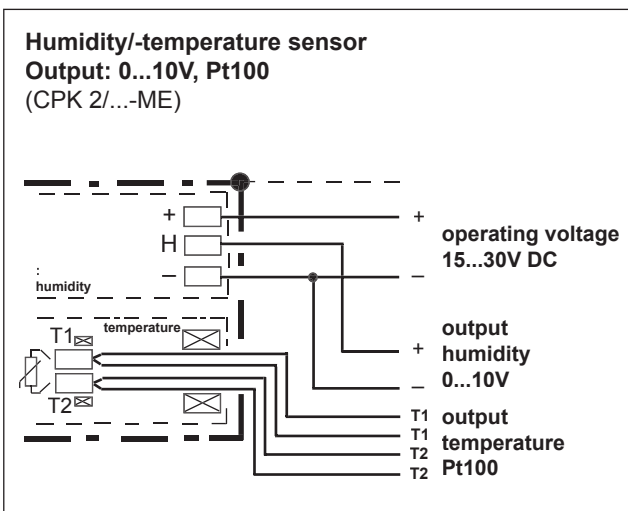 Humidity/-temperature sensor
Output: 0...10V, Pt100
(CPK 2/...-ME)
+
H
–
:
humidity
temperature
T1
T2
+
operating voltage
15...30V DC
–
output
+ humidity
0...10V
–
T1 output
T1
temperature
T2
T2 Pt100